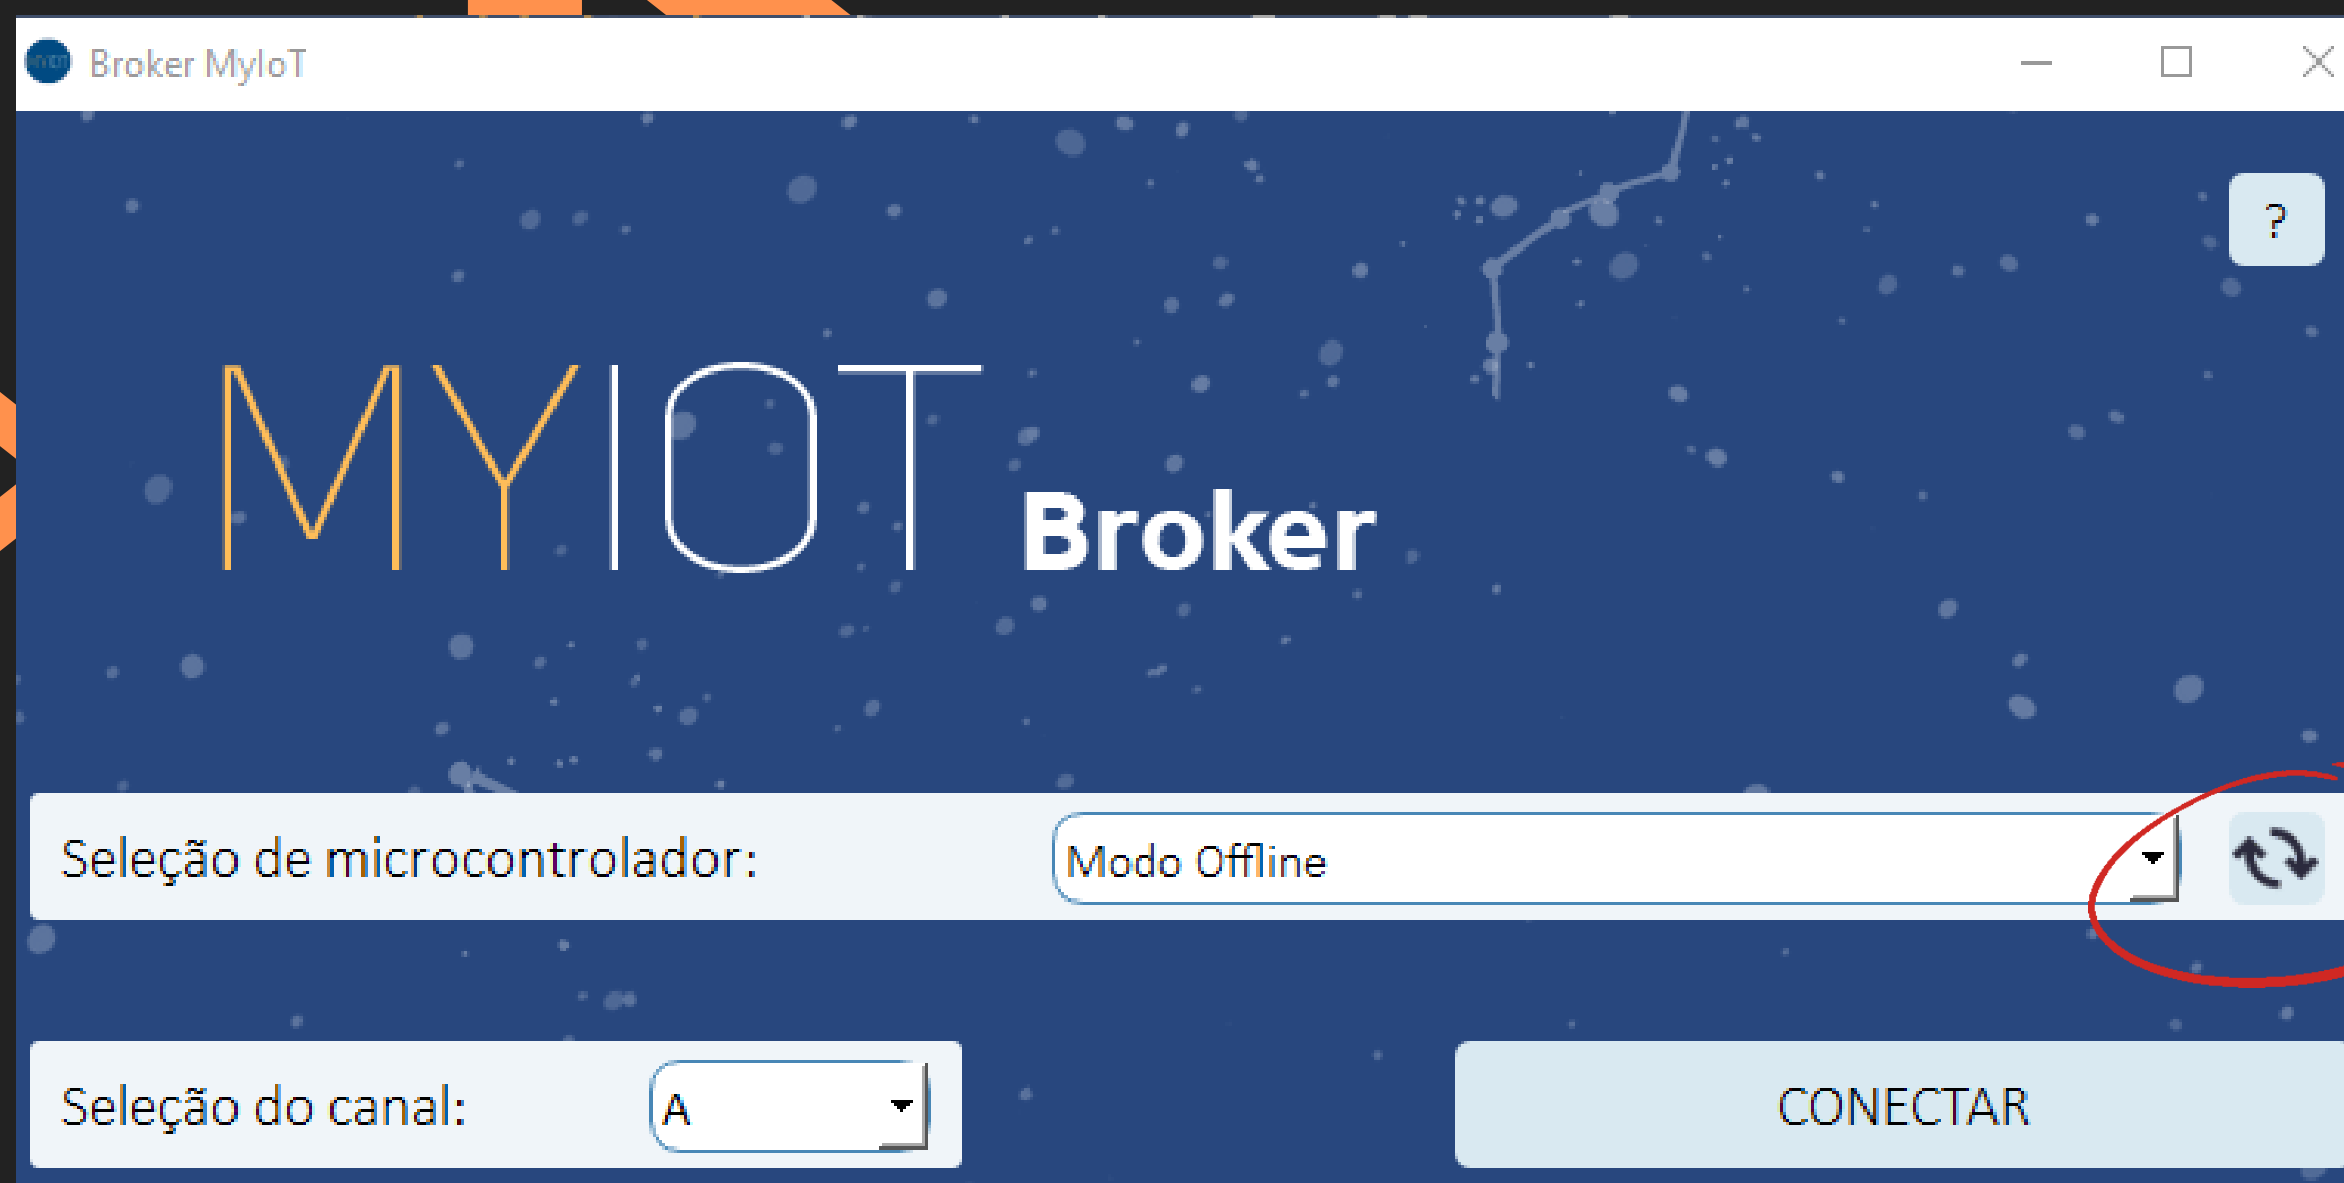 Broker MyIoT
?
MYIOT Broker
Seleção de microcontrolador: Modo Offline
Seleção do canal: A CONECTAR